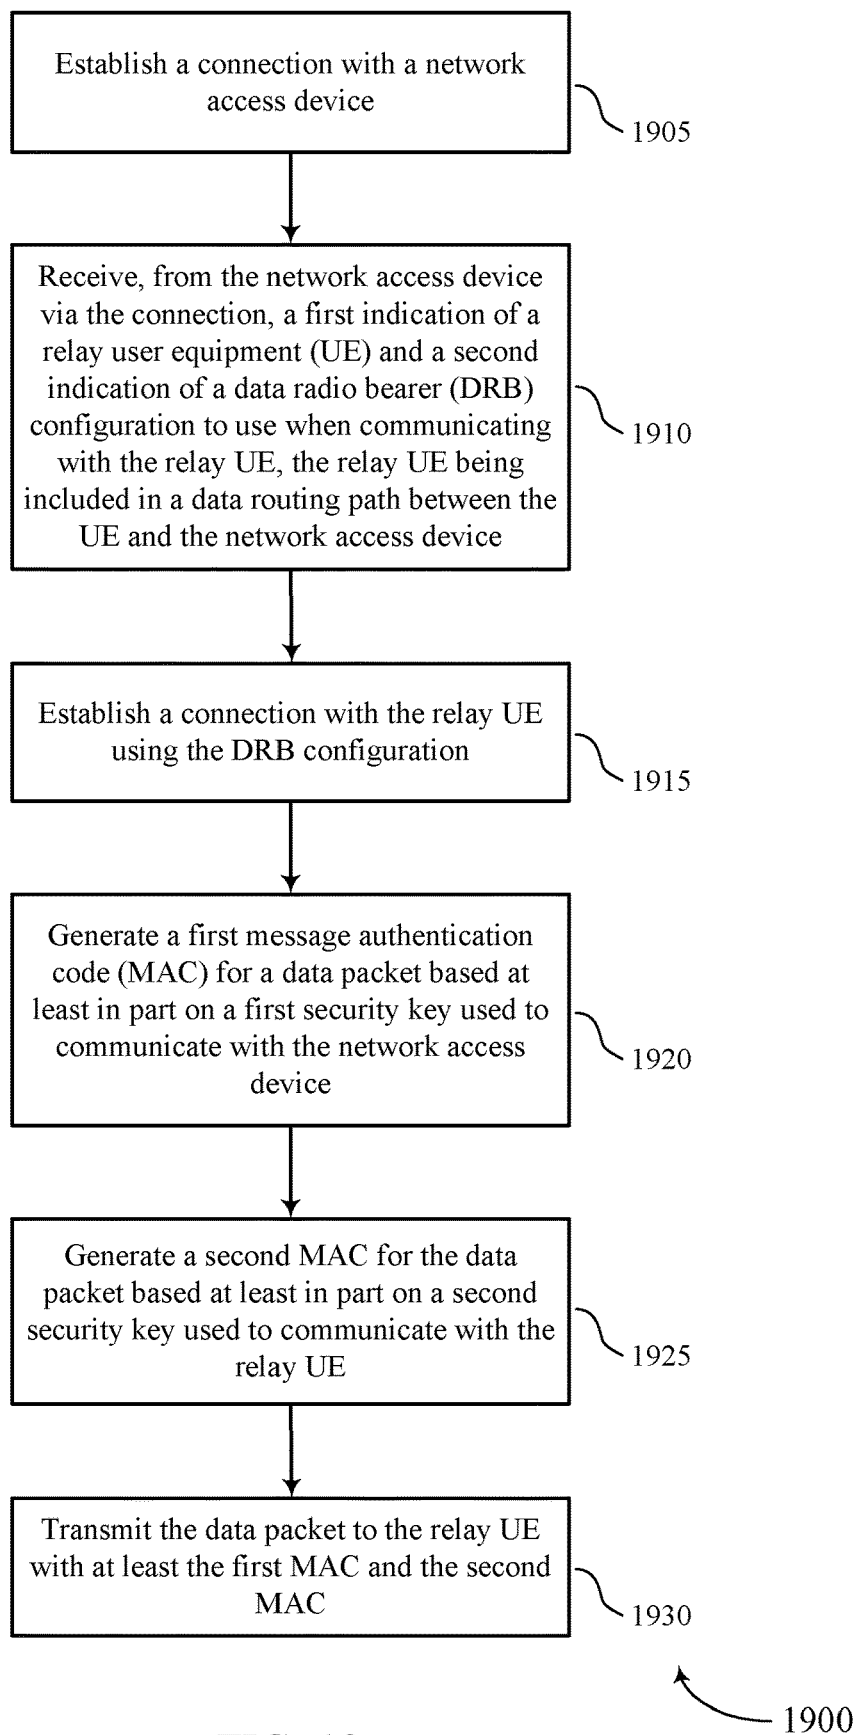 Establish a connection with a network
access device
1905
Receive, from the network access device
via the connection, a first indication of a
relay user equipment (UE) and a second
indication of a data radio bearer (DRB)
configuration to use when communicating
with the relay UE, the relay UE being
included in a data routing path between the
UE and the network access device
1910
Establish a connection with the relay UE
using the DRB configuration
1915
Generate a first message authentication
code (MAC) for a data packet based at
least in part on a first security key used to
communicate with the network access
device
1920
Generate a second MAC for the data
packet based at least in part on a second
security key used to communicate with the
relay UE
1925
Transmit the data packet to the relay UE
with at least the first MAC and the second
MAC
1930
1900